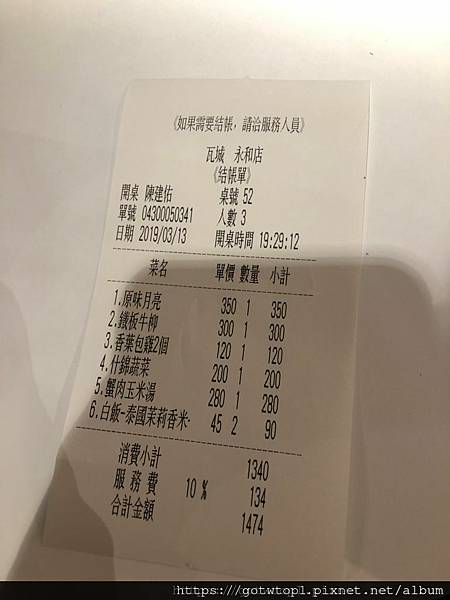 《如果需要結帳，請洽服務人員》
瓦城 永和店
《結帳單》
開桌 陳建佑 桌號 52
單號 04300050341 人數 3
日期 2019/03/13 開桌時間 19:29:12
菜名 單價 數量 小計
1.原味月亮 350 1 350
2.鐵板牛柳 300 1 300
3.香葉包雞2個 120 1 120
4.什錦蔬菜 200 1 200
5.蟹肉玉米湯 280 1 280
6.白飯-泰國茉莉香米· 45 2 90
消費小計 1340
服務費 10 % 134
合計金額 1474
https://gotwtop1.pixnet.net/album